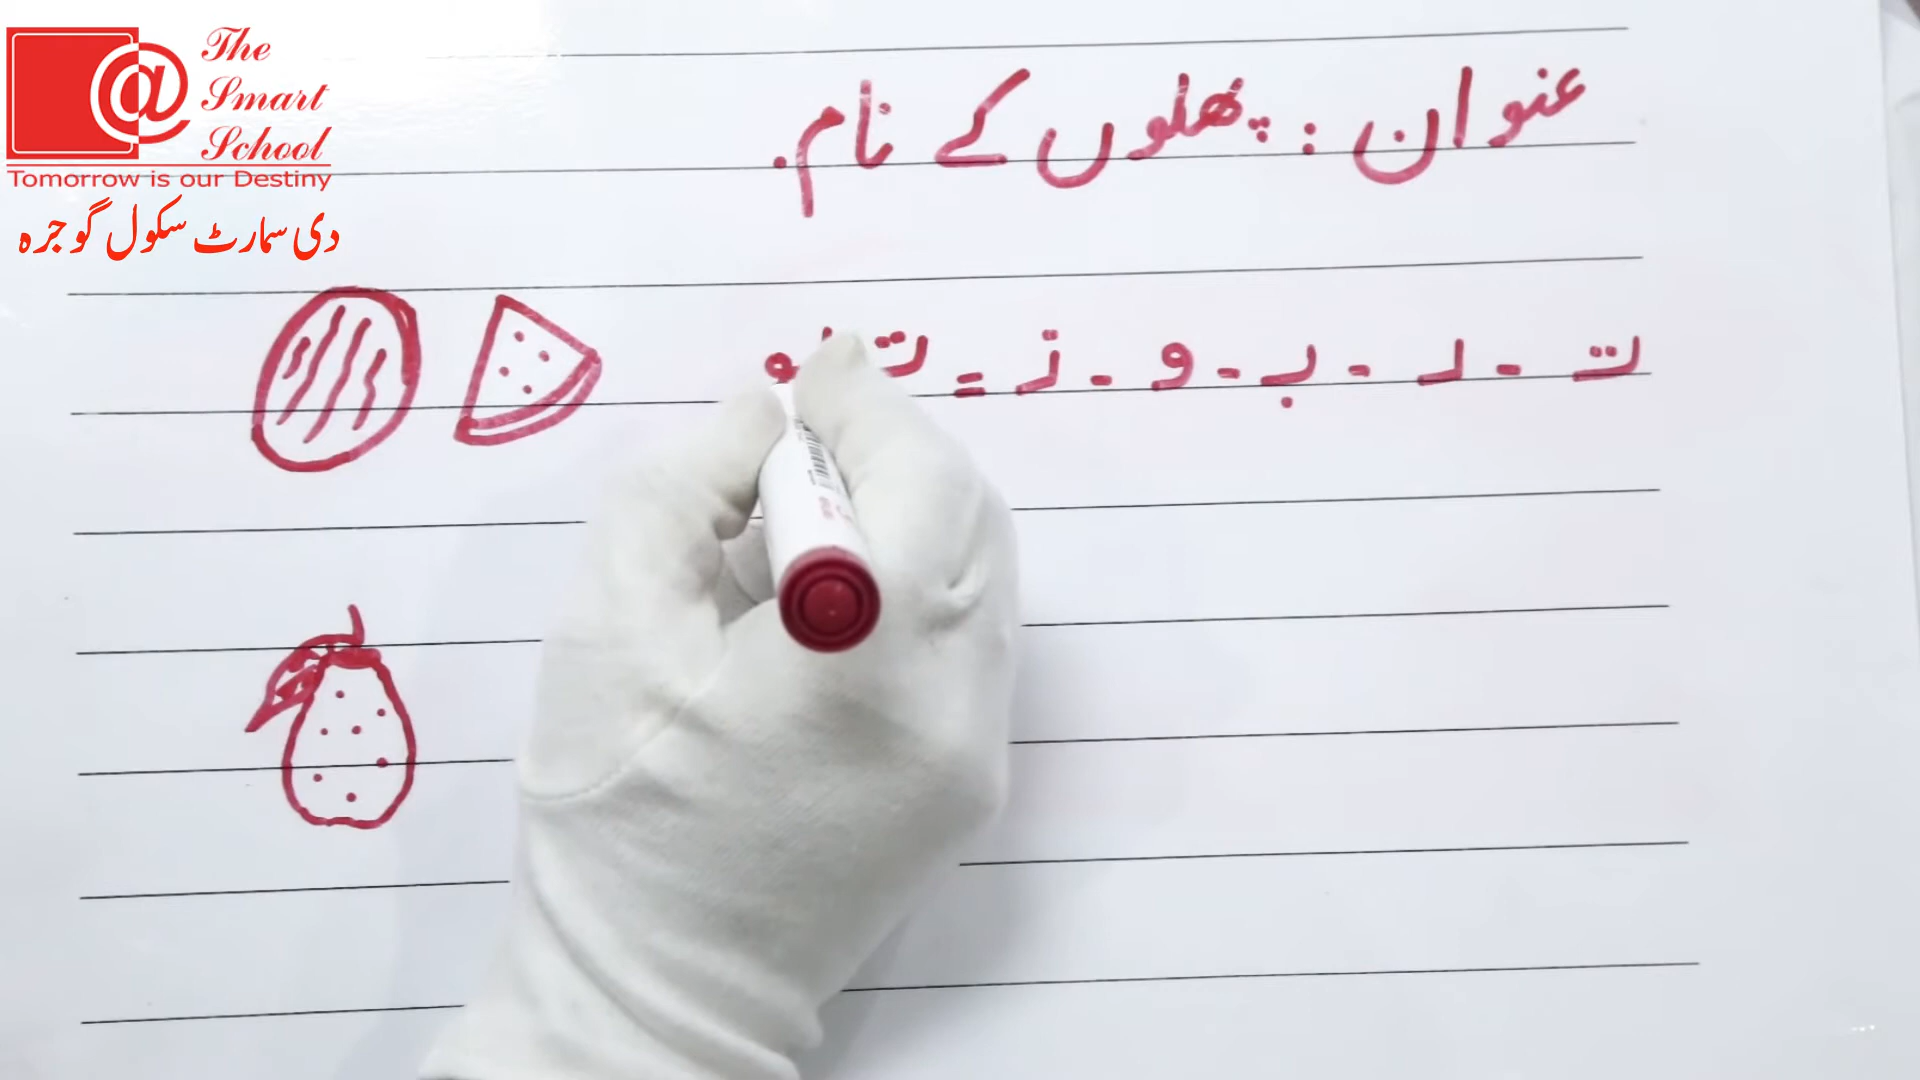 The
Smart
School
@
Tomorrow is our Destiny
دی سمارٹ سکول گوجرہ
عنوان : پھلوں کے نام۔
ت - ر - ب - و - ز =